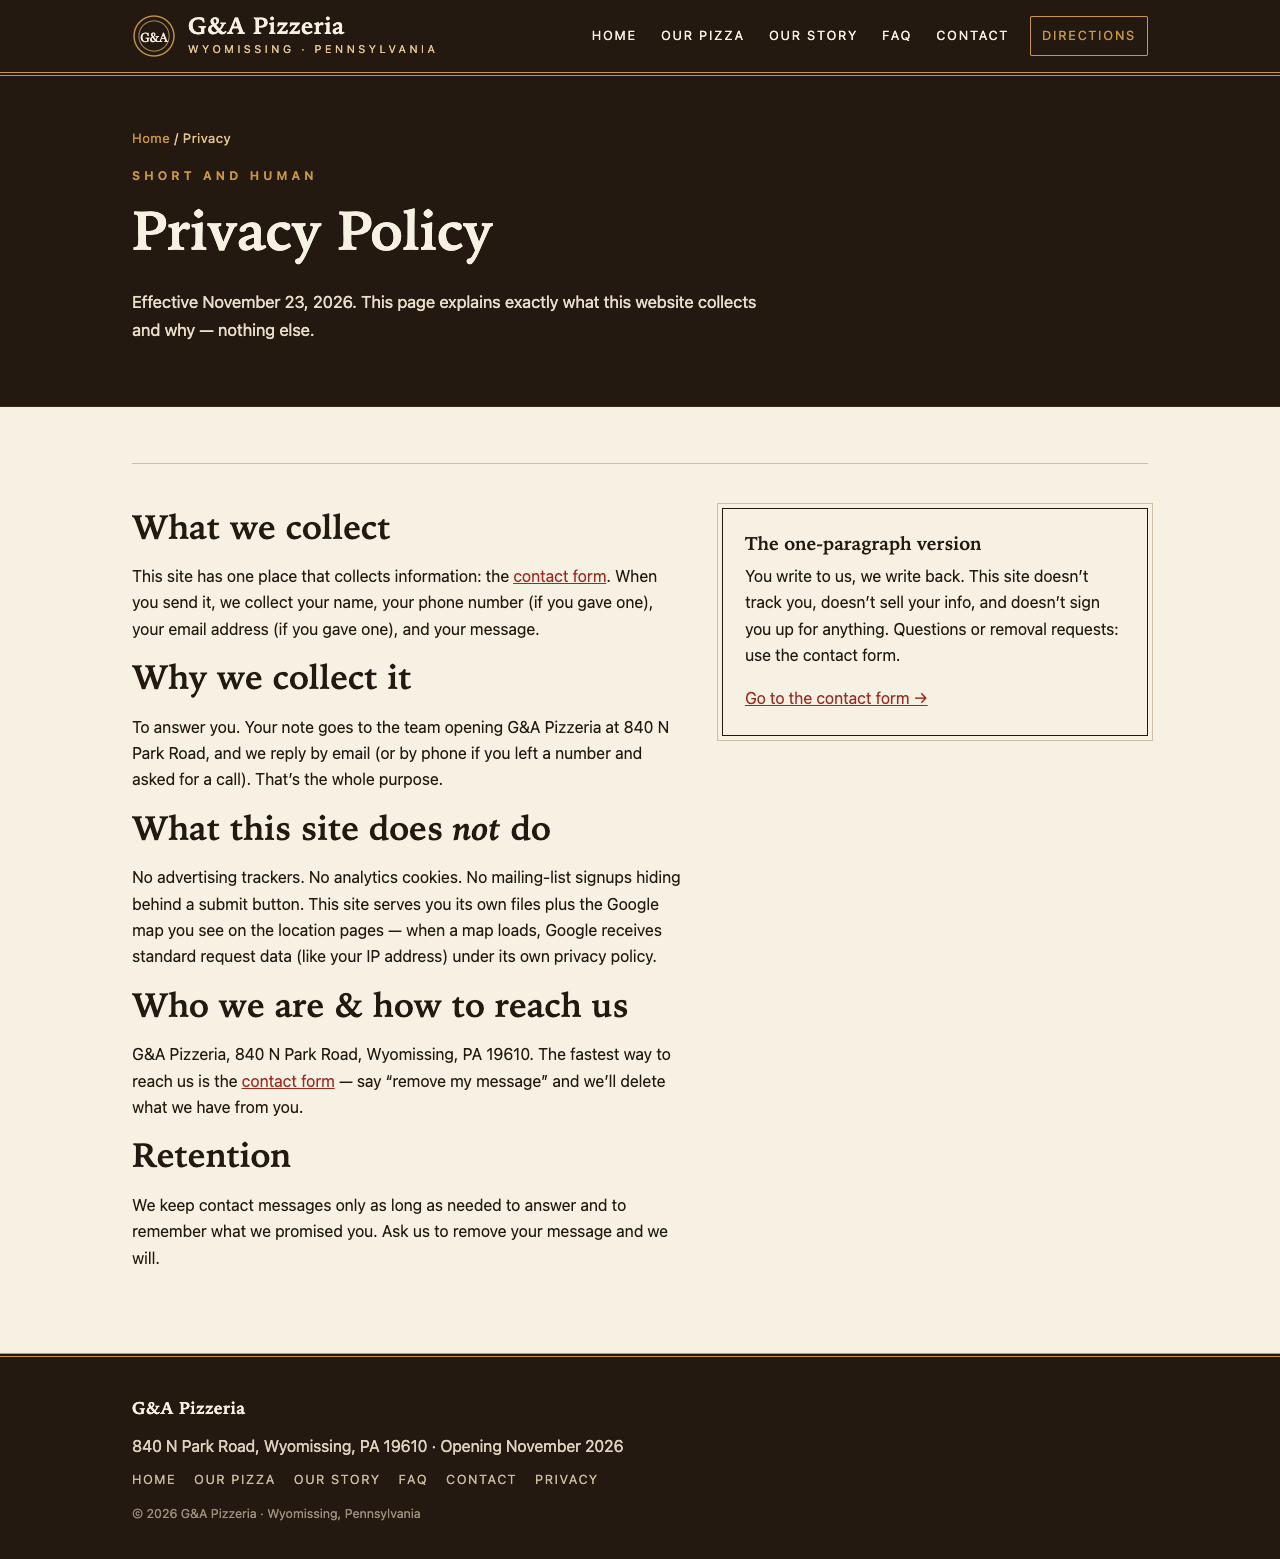 G&A
G&A Pizzeria
WYOMISSING · PENNSYLVANIA
HOME OUR PIZZA OUR STORY FAQ CONTACT DIRECTIONS
Home / Privacy
SHORT AND HUMAN
Privacy Policy
Effective November 23, 2026. This page explains exactly what this website collects
and why — nothing else.
What we collect
This site has one place that collects information: the contact form. When
you send it, we collect your name, your phone number (if you gave one),
your email address (if you gave one), and your message.
Why we collect it
To answer you. Your note goes to the team opening G&A Pizzeria at 840 N
Park Road, and we reply by email (or by phone if you left a number and
asked for a call). That’s the whole purpose.
What this site does not do
No advertising trackers. No analytics cookies. No mailing-list signups hiding
behind a submit button. This site serves you its own files plus the Google
map you see on the location pages — when a map loads, Google receives
standard request data (like your IP address) under its own privacy policy.
Who we are & how to reach us
G&A Pizzeria, 840 N Park Road, Wyomissing, PA 19610. The fastest way to
reach us is the contact form — say “remove my message” and we’ll delete
what we have from you.
Retention
We keep contact messages only as long as needed to answer and to
remember what we promised you. Ask us to remove your message and we
will.
The one-paragraph version
You write to us, we write back. This site doesn’t
track you, doesn’t sell your info, and doesn’t sign
you up for anything. Questions or removal requests:
use the contact form.
Go to the contact form →
G&A Pizzeria
840 N Park Road, Wyomissing, PA 19610 · Opening November 2026
HOME OUR PIZZA OUR STORY FAQ CONTACT PRIVACY
© 2026 G&A Pizzeria · Wyomissing, Pennsylvania